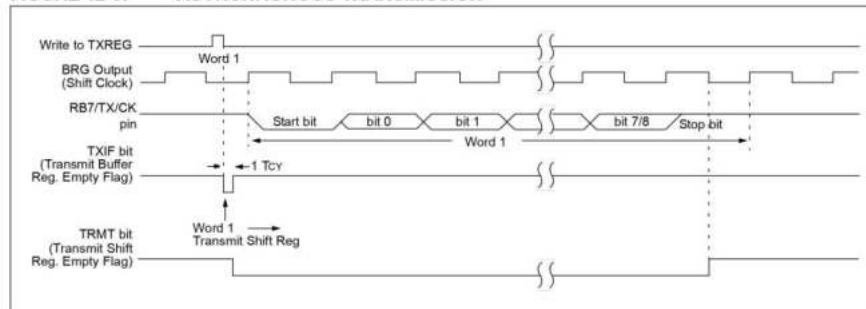 Write to TXREG
Word 1
BRG Output
(Shift Clock)
RB7/TX/CK
pin
Start bit
bit 0
bit 1
bit 7/8
Stop bit
Word 1
TXIF bit
(Transmit Buffer
Reg. Empty Flag)
1 TCY
Word 1
Transmit Shift Reg
TRMT bit
(Transmit Shift
Reg. Empty Flag)